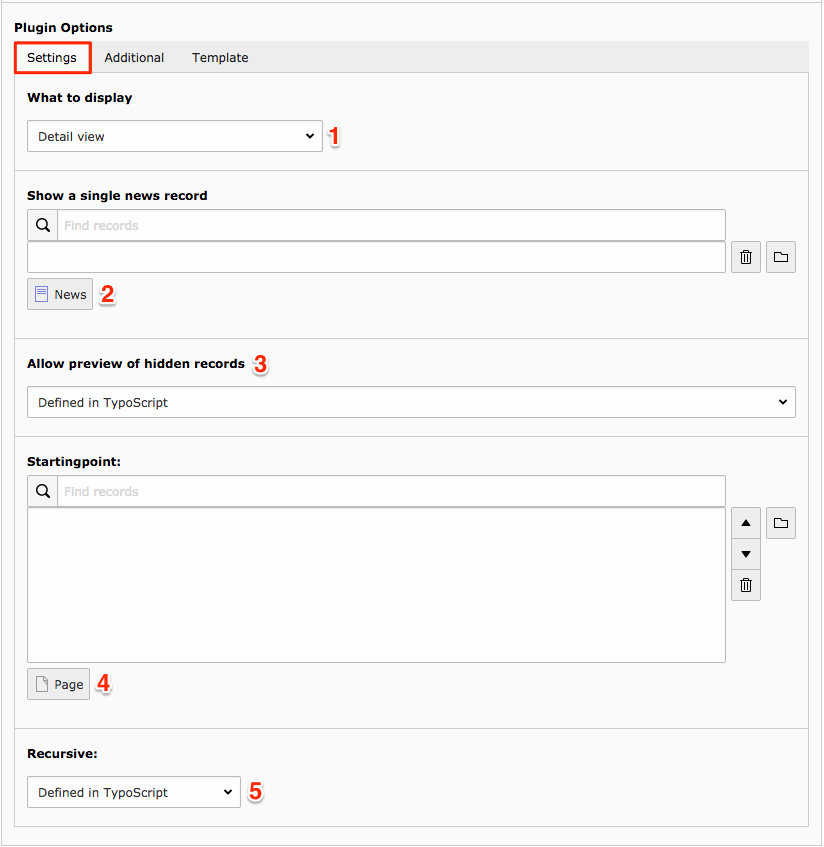 Plugin Options
Settings Additional Template
What to display
Detail view 1
Show a single news record
Find records
News 2
Allow preview of hidden records 3
Defined in TypoScript
Startingpoint:
Find records
Page 4
Recursive:
Defined in TypoScript 5